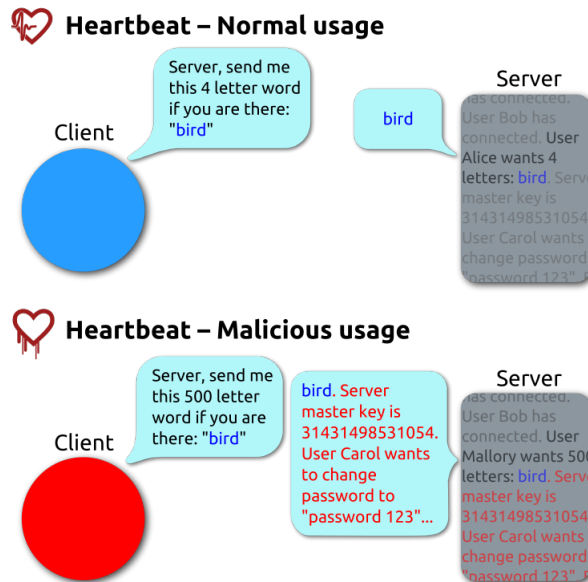 Heartbeat – Normal usage
Server, send me
this 4 letter word
if you are there:
"bird"
Client
bird
Server
has connected.
User Bob has
connected. User
Alice wants 4
letters: bird. Serve
master key is
31431498531054.
User Carol wants
change password
"password 123".
Heartbeat – Malicious usage
Server, send me
this 500 letter
word if you are
there: "bird"
Client
bird. Server
master key is
31431498531054.
User Carol wants
to change
password to
"password 123"...
Server
has connected.
User Bob has
connected. User
Mallory wants 500
letters: bird. Serve
master key is
31431498531054.
User Carol wants
change password
"password 123".